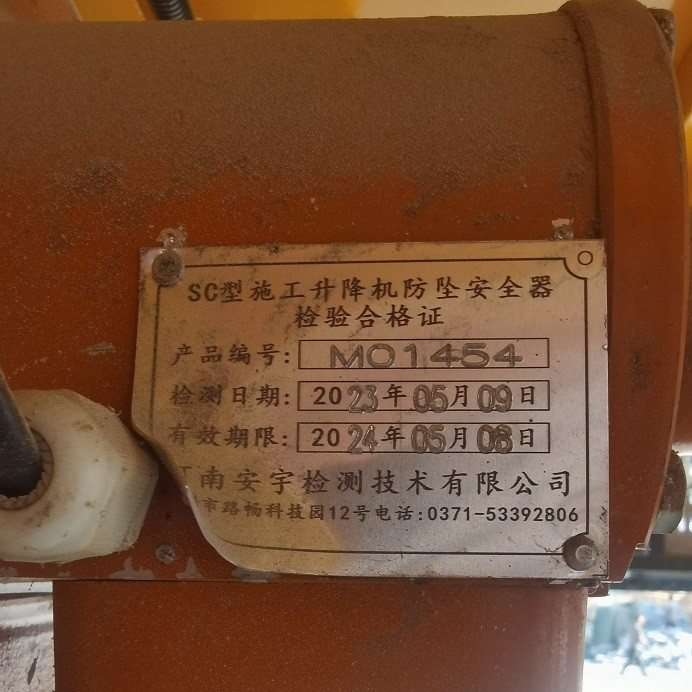 SC型施工升降机防坠安全器
检验合格证
产品编号: M01454
检测日期: 2023年05月09日
有效期限: 2024年05月08日
南安宇检测技术有限公司
市路畅科技园12号电话:0371-53392806